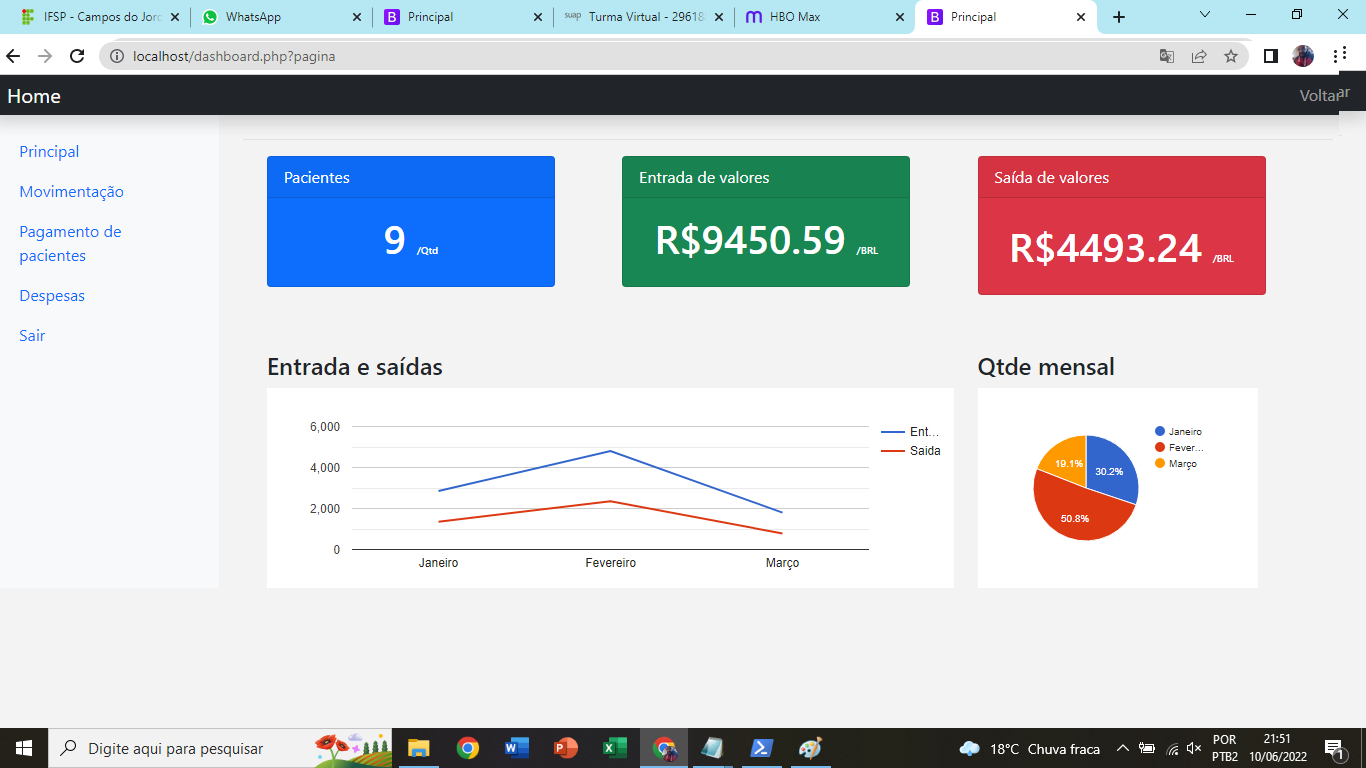 IFSP - Campos do Jord
WhatsApp
Principal
suap
Turma Virtual - 29618
HBO Max
Principal
localhost/dashboard.php?pagina
Home
Voltar
ar
Principal
Movimentação
Pagamento de
pacientes
Despesas
Sair
Pacientes
9 /Qtd
Entrada de valores
R$9450.59 /BRL
Saída de valores
R$4493.24 /BRL
Entrada e saídas
6,000
4,000
2,000
0
Janeiro
Fevereiro
Março
Ent...
Saida
Qtde mensal
30.2%
50.8%
19.1%
Janeiro
Fever...
Março
Digite aqui para pesquisar
18°C Chuva fraca
POR
PTB2
21:51
10/06/2022
1